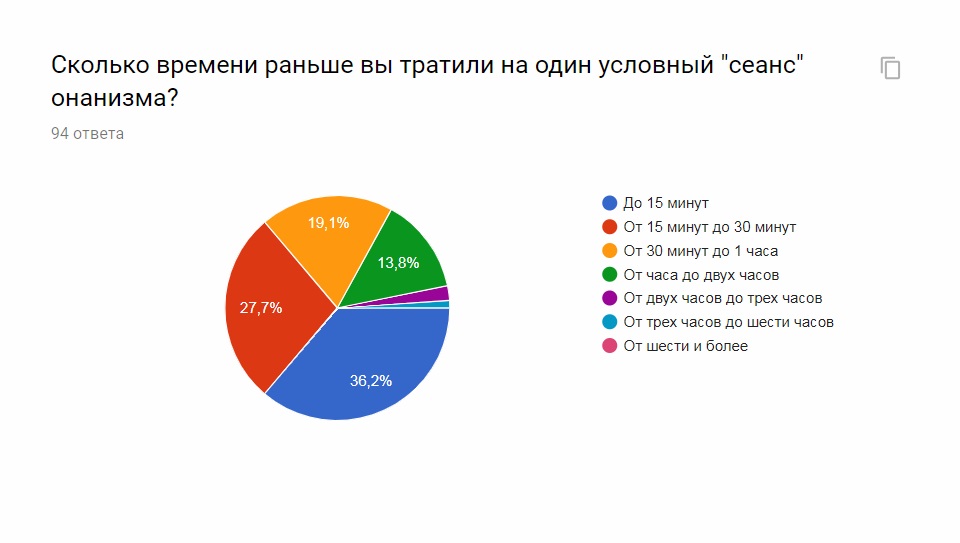 Сколько времени раньше вы тратили на один условный "сеанс"
онанизма?
94 ответа
19,1%
13,8%
27,7%
36,2%
До 15 минут
От 15 минут до 30 минут
От 30 минут до 1 часа
От часа до двух часов
От двух часов до трех часов
От трех часов до шести часов
От шести и более